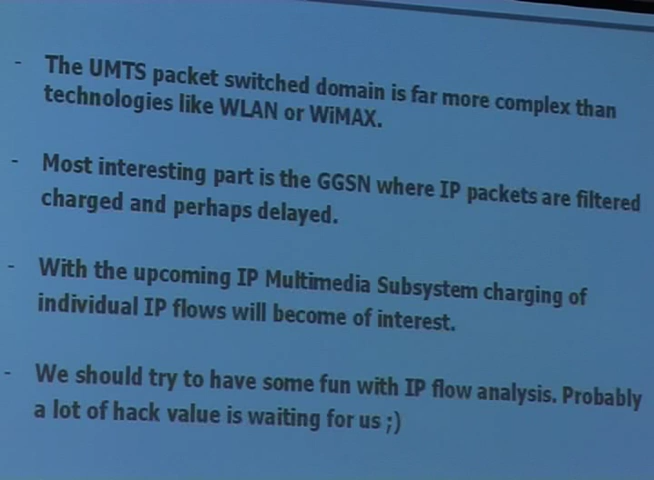 - The UMTS packet switched domain is far more complex than
technologies like WLAN or WiMAX.
- Most interesting part is the GGSN where IP packets are filtered
charged and perhaps delayed.
- With the upcoming IP Multimedia Subsystem charging of
individual IP flows will become of interest.
- We should try to have some fun with IP flow analysis. Probably
a lot of hack value is waiting for us ;)